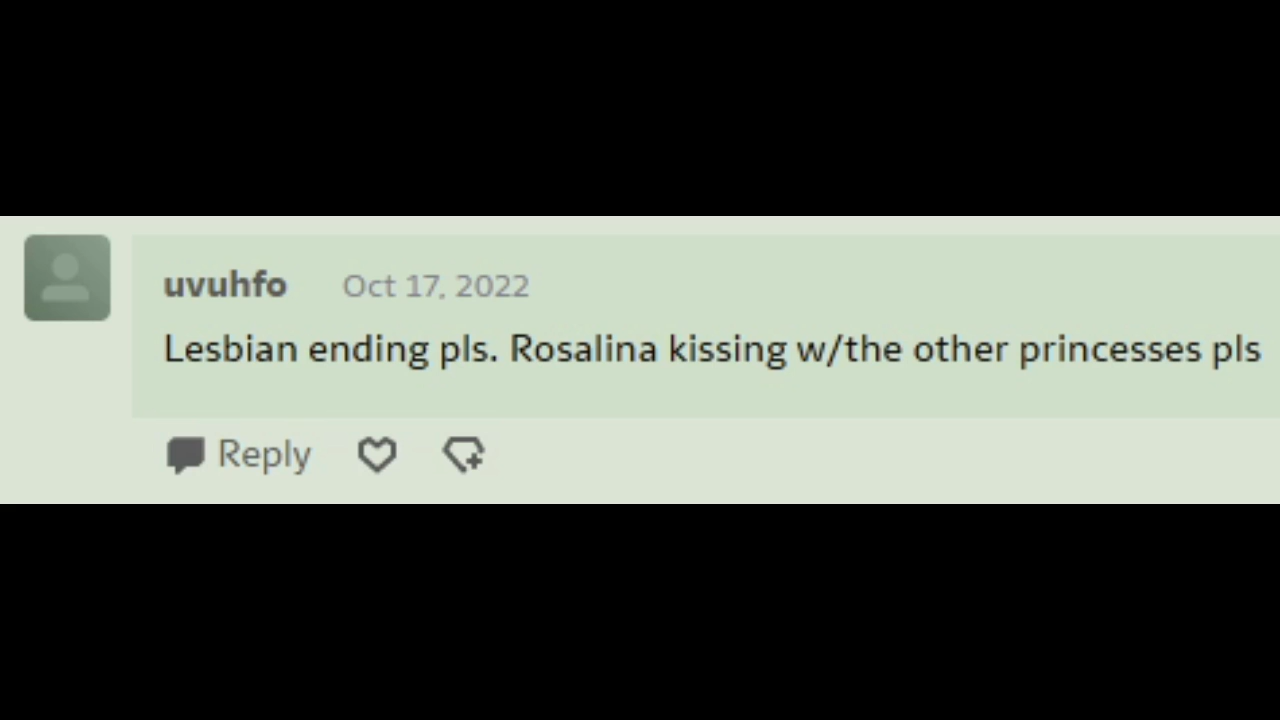 uvuhfo Oct 17, 2022
Lesbian ending pls. Rosalina kissing w/the other princesses pls
Reply